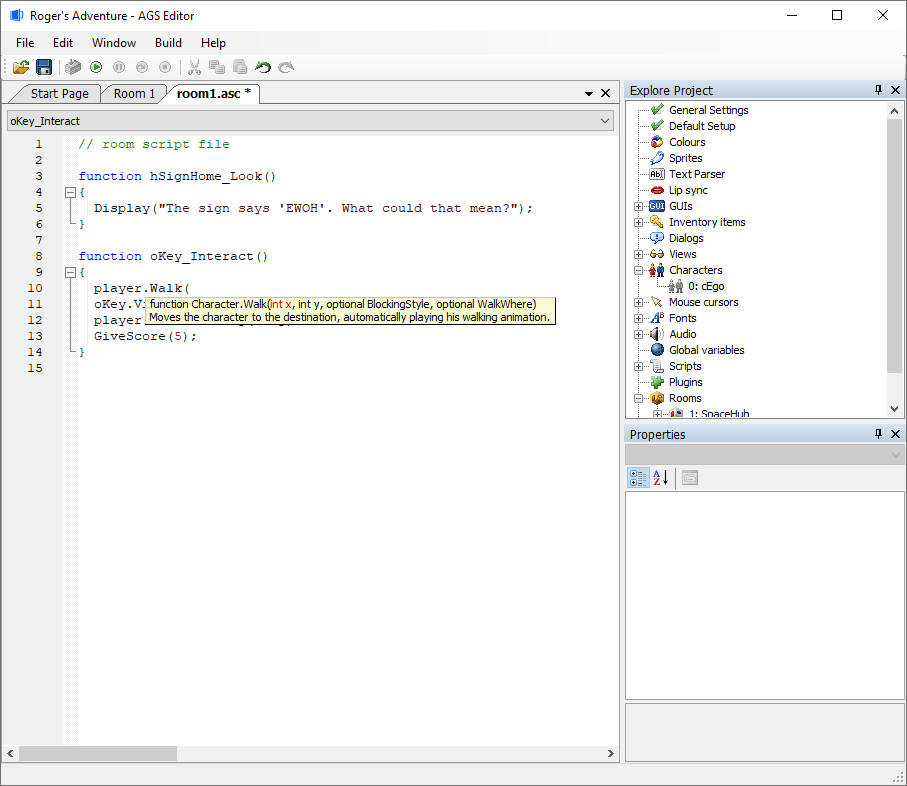 Roger's Adventure - AGS Editor
File Edit Window Build Help
Start Page Room 1 room1.asc *
oKey_Interact
1 // room script file
2
3 function hSignHome_Look()
4 {
5 Display("The sign says 'EWOH'. What could that mean?");
6 }
7
8 function oKey_Interact()
9 {
10 player.Walk(
11 oKey.Vi
function Character.Walk(int x, int y, optional BlockingStyle, optional WalkWhere)
12 player
Moves the character to the destination, automatically playing his walking animation.
13 GiveScore(5);
14 }
15
Explore Project
General Settings
Default Setup
Colours
Sprites
Text Parser
Lip sync
GUIs
Inventory items
Dialogs
Views
Characters
0: cEgo
Mouse cursors
Fonts
Audio
Global variables
Scripts
Plugins
Rooms
1: SpaceHub
Properties